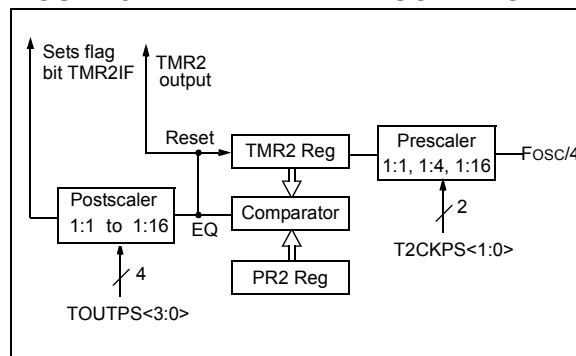 Sets flag
bit TMR2IF
TMR2
output
Reset
TMR2 Reg
Prescaler
1:1, 1:4, 1:16
FOSC/4
2
T2CKPS<1:0>
Postscaler
1:1 to 1:16
EQ
Comparator
4
TOUTPS<3:0>
PR2 Reg